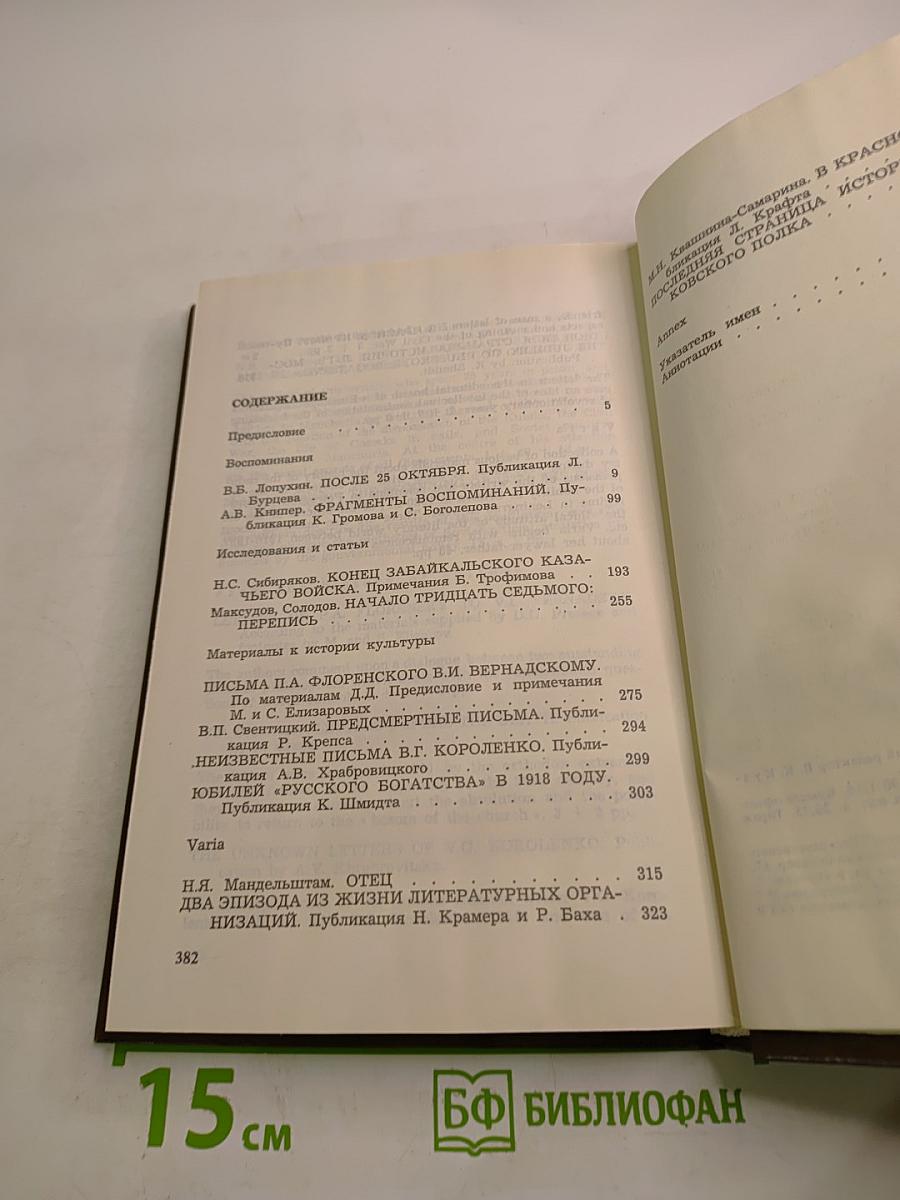 СОДЕРЖАНИЕ
Предисловие . . . . . . . . . . . . . . 5
Воспоминания
В.Б. Лопухин. ПОСЛЕ 25 ОКТЯБРЯ. Публикация Л.
Бурцева . . . . . . . . . . . . . . . . 9
А.В. Книпер. ФРАГМЕНТЫ ВОСПОМИНАНИЙ. Пу-
бликация К. Громова и С. Боголепова . . . . . 99
Исследования и статьи
Н.С. Сибиряков. КОНЕЦ ЗАБАЙКАЛЬСКОГО КАЗА-
ЧЬЕГО ВОЙСКА. Примечания Б. Трофимова . . 193
Максудов, Солодов. НАЧАЛО ТРИДЦАТЬ СЕДЬМОГО:
ПЕРЕПИСЬ . . . . . . . . . . . . . . . 255
Материалы к истории культуры
ПИСЬМА П.А. ФЛОРЕНСКОГО В.И. ВЕРНАДСКОМУ.
По материалам Д.Д. Предисловие и примечания
М. и С. Елизаровых . . . . . . . . . . . . 275
В.П. Свентицкий. ПРЕДСМЕРТНЫЕ ПИСЬМА. Публи-
кация Р. Крепса . . . . . . . . . . . . . 294
НЕИЗВЕСТНЫЕ ПИСЬМА В.Г. КОРОЛЕНКО. Публи-
кация А.В. Храбровицкого . . . . . . . . . 299
ЮБИЛЕЙ «РУССКОГО БОГАТСТВА» В 1918 ГОДУ.
Публикация К. Шмидта . . . . . . . . . . . 303
Varia
Н.Я. Мандельштам. ОТЕЦ . . . . . . . . . . . 315
ДВА ЭПИЗОДА ИЗ ЖИЗНИ ЛИТЕРАТУРНЫХ ОРГА-
НИЗАЦИЙ. Публикация Н. Крамера и Р. Баха . 323
382
М.Н. Квашнина-Самарина. В КРАСНО
бликация Л. Крафта . . . .
ПОСЛЕДНЯЯ СТРАНИЦА ИСТОР
КОВСКОГО ПОЛКА . . . .
Annex
Указатель имен . . . . . .
Аннотации . . . . . . . .
15 см
БФ БИБЛИОФАН